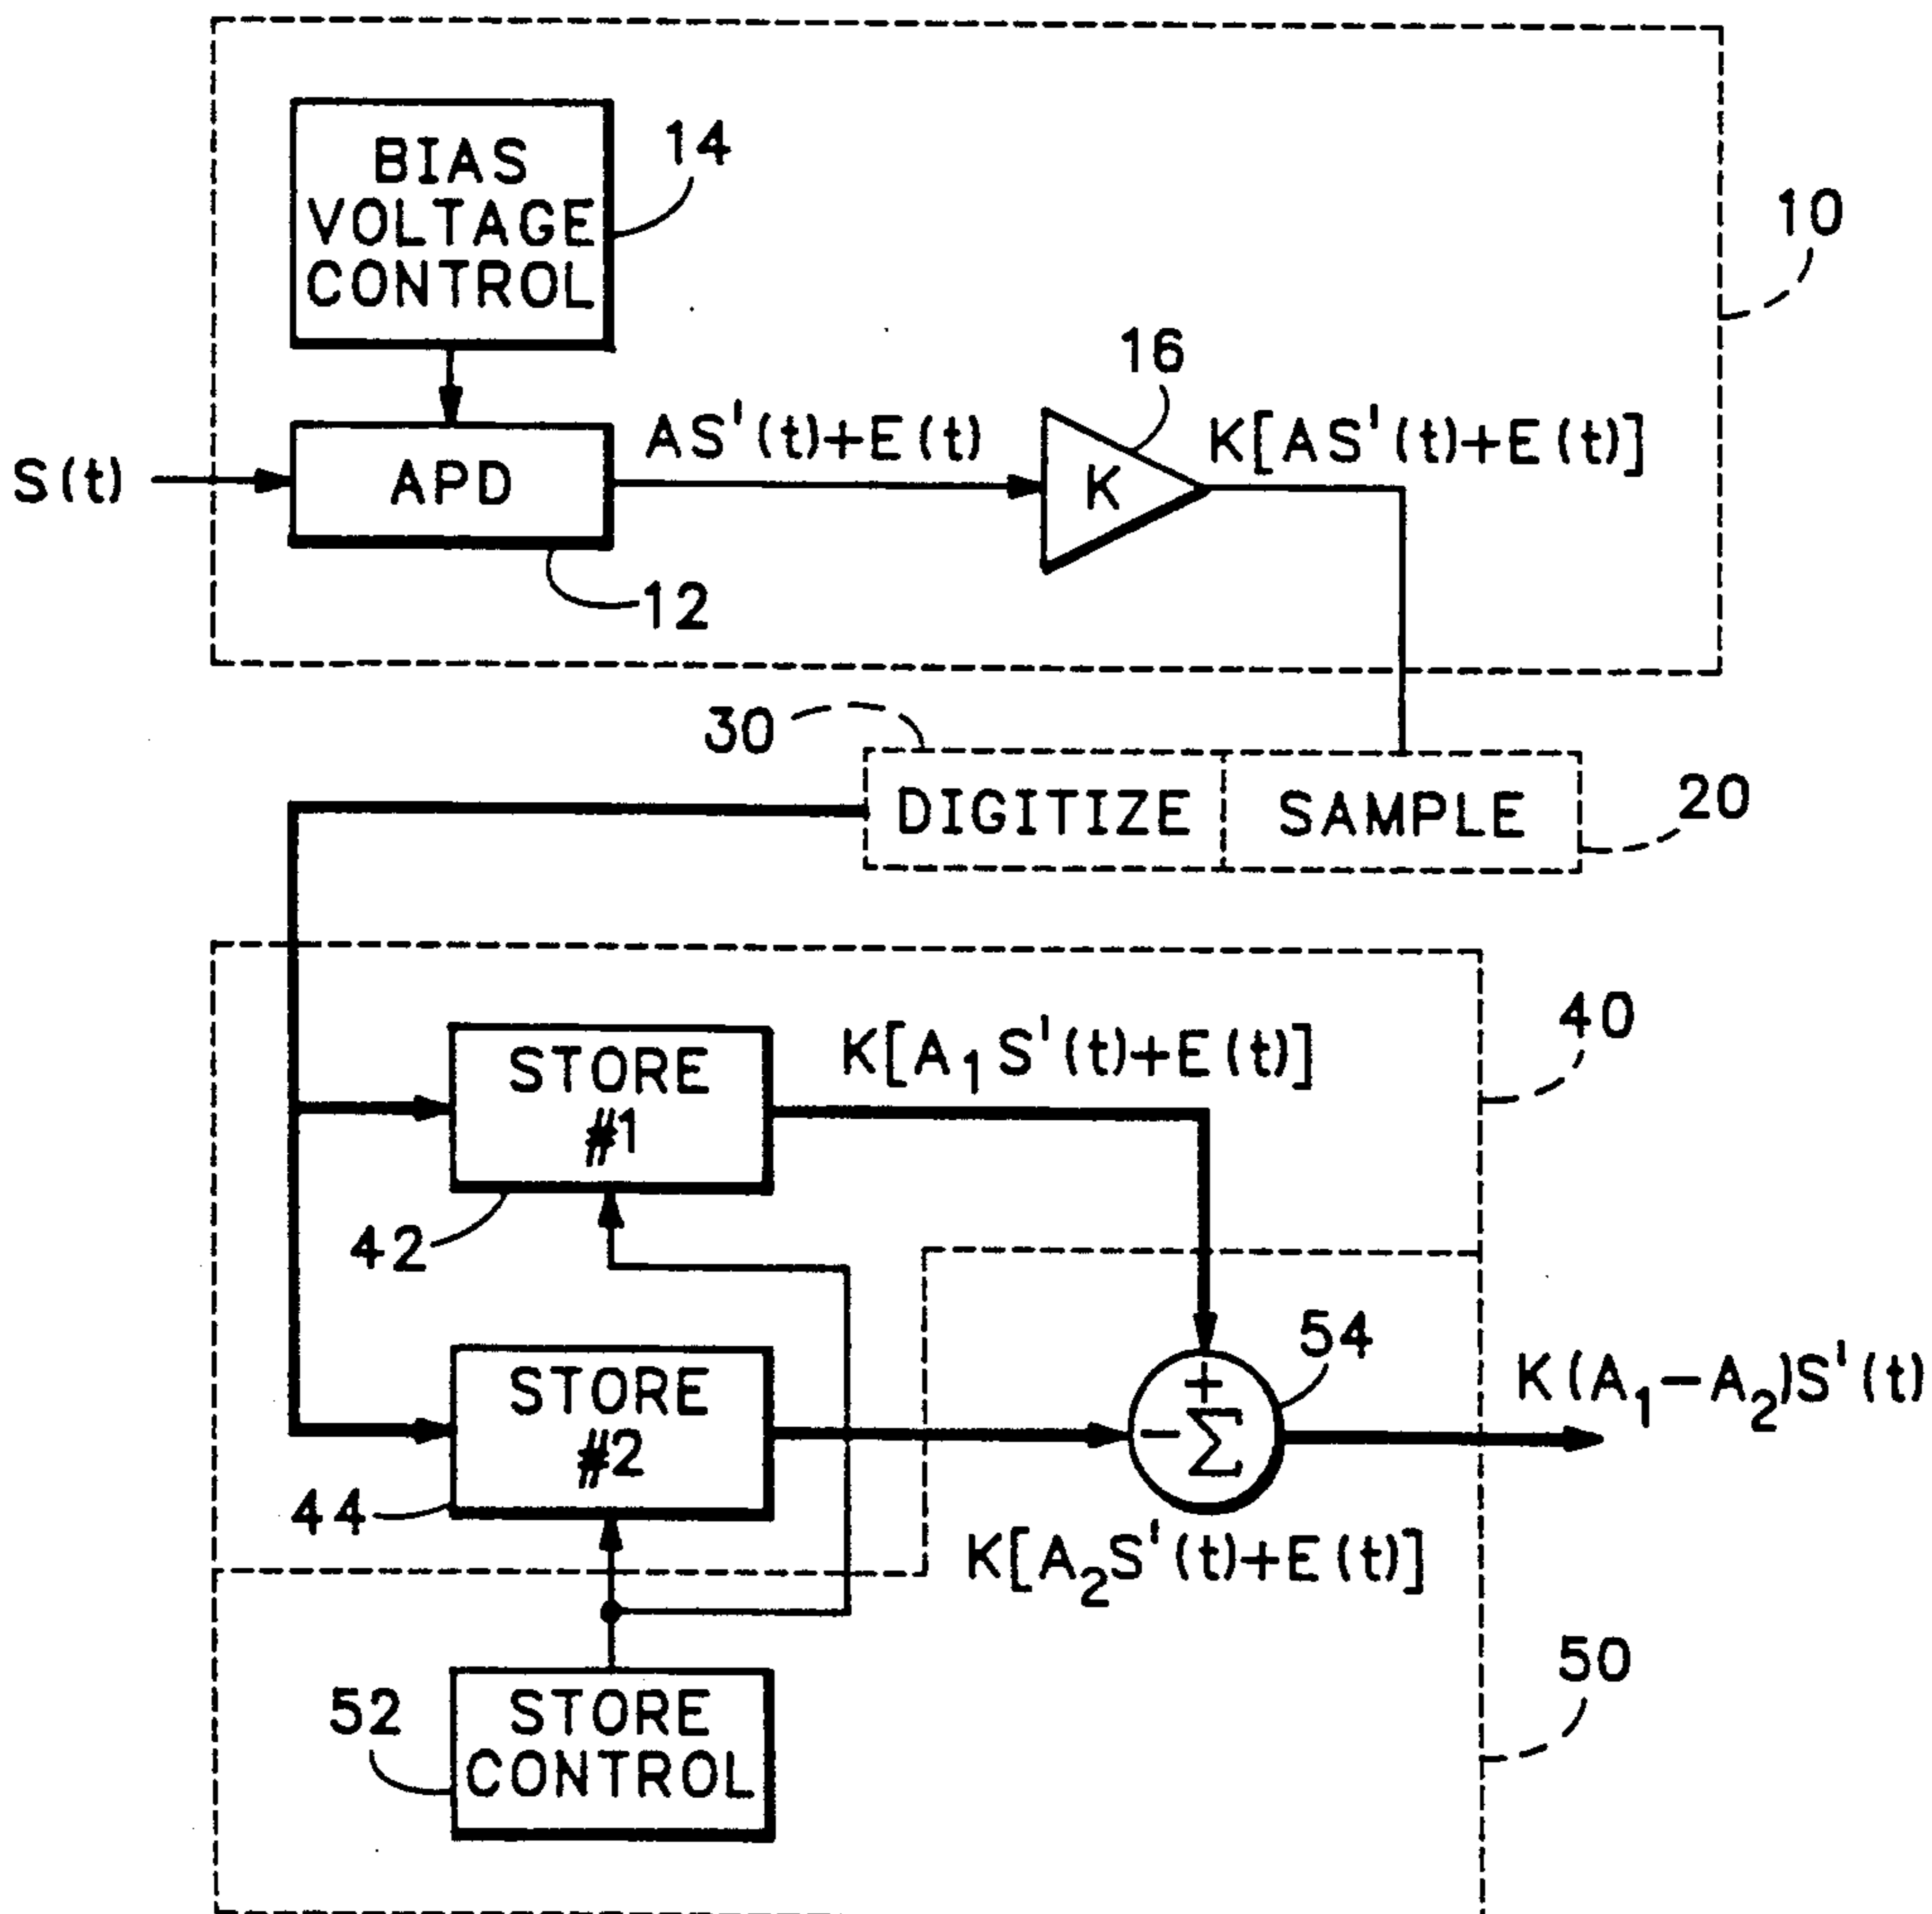 BIAS
VOLTAGE
CONTROL
14
10
16
AS'(t)+E(t)
K[AS'(t)+E(t)]
S(t)
APD
K
12
30
DIGITIZE
SAMPLE
20
40
STORE
#1
K[A₁S'(t)+E(t)]
42
54
STORE
#2
+
-
Σ
K(A₁-A₂)S'(t)
44
K[A₂S'(t)+E(t)]
50
52
STORE
CONTROL